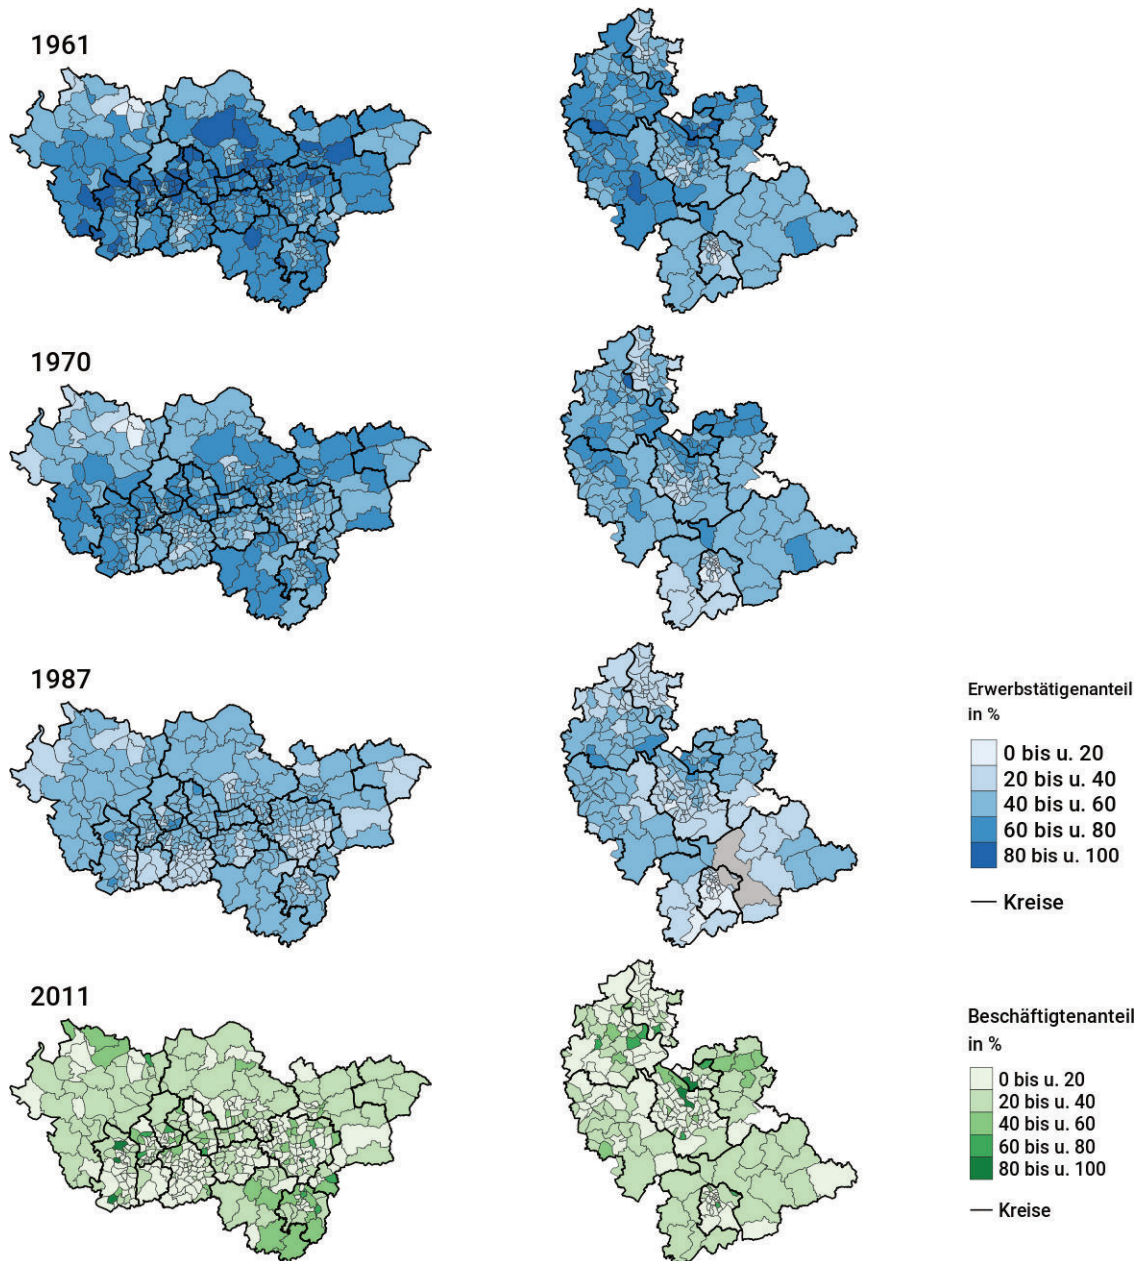 1961
1970
1987
Erwerbstätigenanteil
in %
0 bis u. 20
20 bis u. 40
40 bis u. 60
60 bis u. 80
80 bis u. 100
Kreise
2011
Beschäftigtenanteil
in %
0 bis u. 20
20 bis u. 40
40 bis u. 60
60 bis u. 80
80 bis u. 100
Kreise